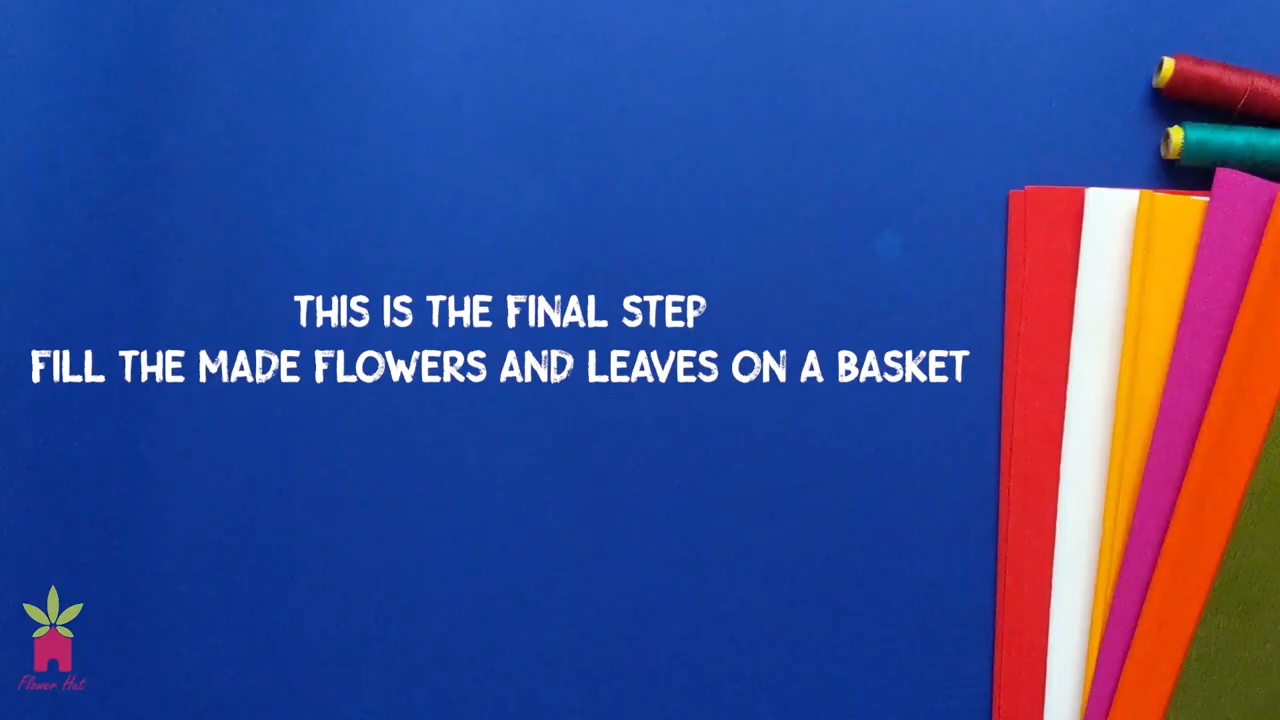 THIS IS THE FINAL STEP
FILL THE MADE FLOWERS AND LEAVES ON A BASKET
Flower Hut